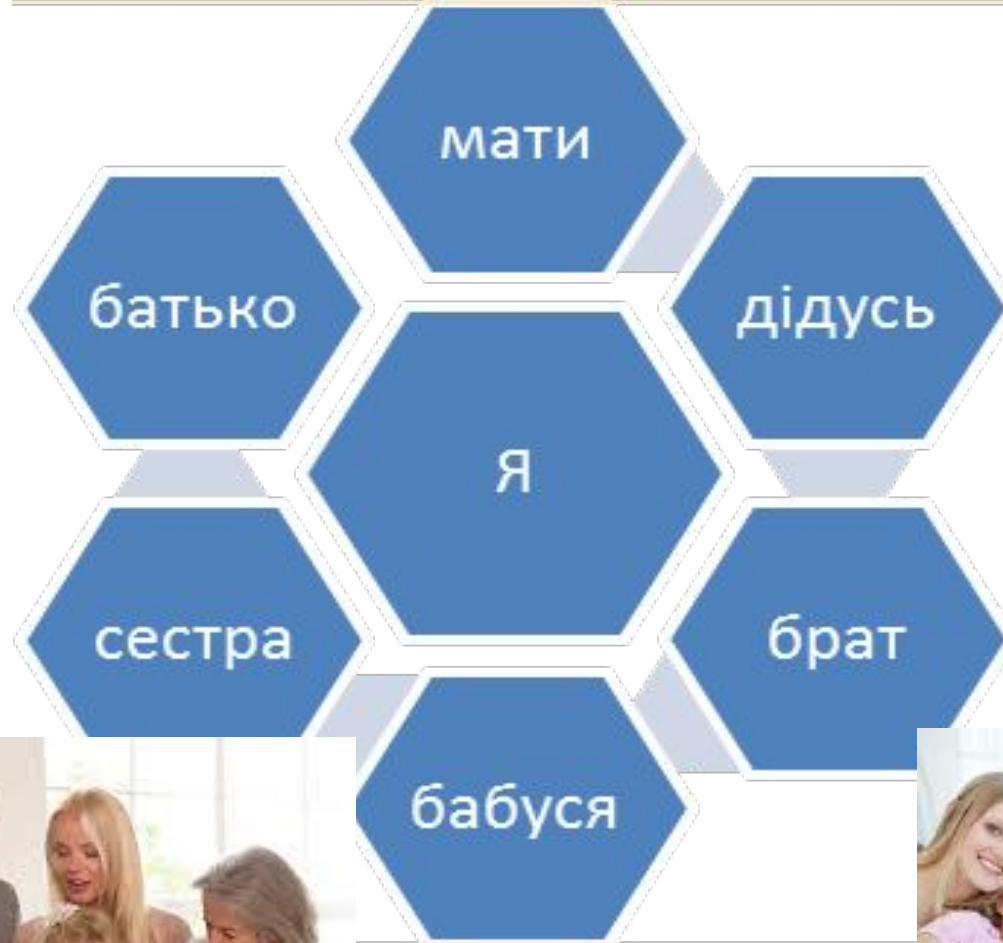 мати
батько
дідусь
я
сестра
брат
бабуся